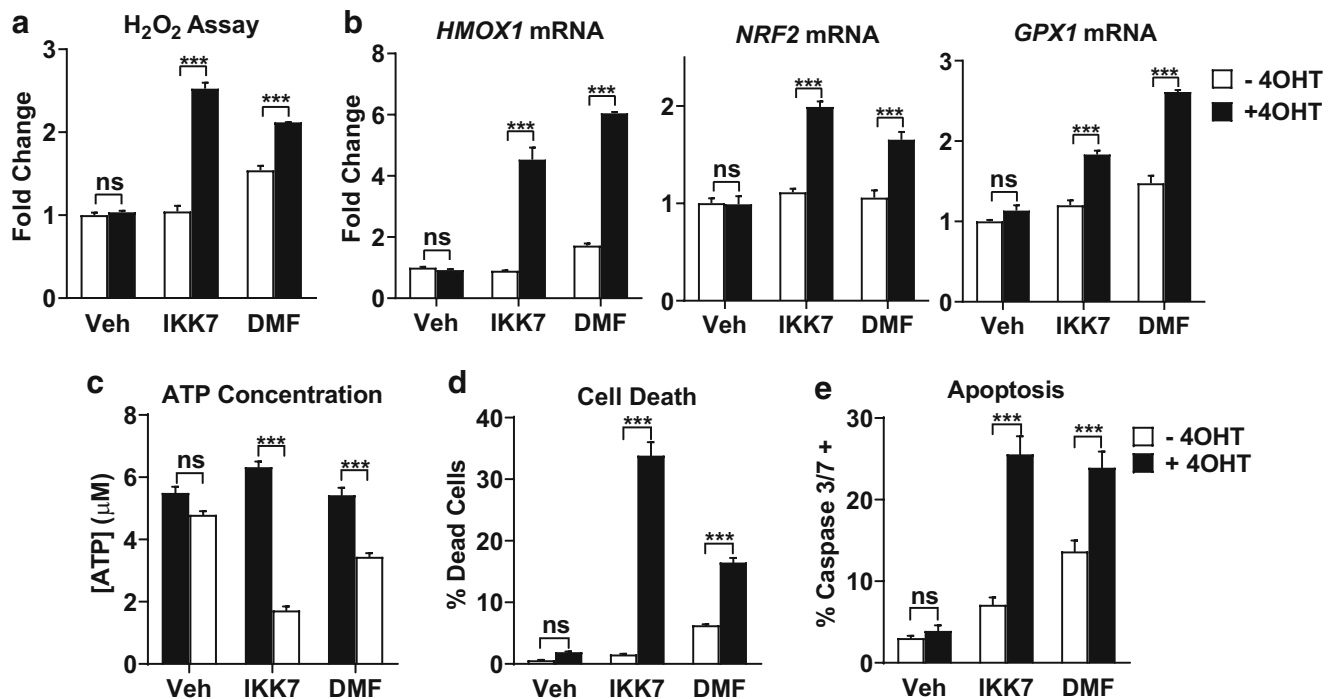 a
H₂O₂ Assay
Fold Change
3
2
1
0
ns
***
***
Veh IKK7 DMF
b
HMOX1 mRNA
Fold Change
8
6
4
2
0
ns
***
***
Veh IKK7 DMF
NRF2 mRNA
2
1
0
ns
***
***
Veh IKK7 DMF
GPX1 mRNA
3
2
1
0
ns
***
***
Veh IKK7 DMF
- 4OHT
+4OHT
c
ATP Concentration
[ATP] (μM)
8
6
4
2
0
ns
***
***
Veh IKK7 DMF
d
Cell Death
% Dead Cells
40
30
20
10
0
ns
***
***
Veh IKK7 DMF
e
Apoptosis
% Caspase 3/7 +
30
20
10
0
ns
***
***
Veh IKK7 DMF
- 4OHT
+ 4OHT